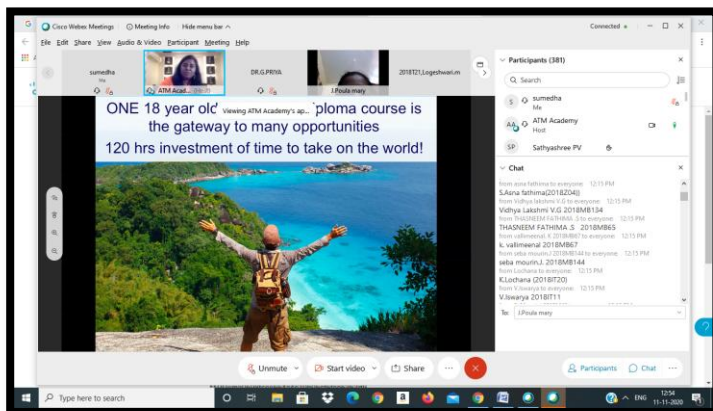 Cisco Webex Meetings
Meeting Info
Hide menu bar
Connected
File Edit Share View Audio & Video Participant Meeting Help
sumedha
Me
ATM Acad...
DR.G.PRIYA.
J.Poula mary
2018IT21,Logeshwari.m
Viewing ATM Academy's ap...
ONE 18 year old
ploma course is
the gateway to many opportunities
120 hrs investment of time to take on the world!
Participants (381)
Search
S sumedha
Me
AA ATM Academy
Host
SP Sathyashree PV
Chat
from asna fathima to everyone: 12:15 PM
S.Asna fathima(2018Z04))
from Vidhya Lakshmi V.G to everyone: 12:15 PM
Vidhya Lakshmi V.G 2018MB134
from THASNEEM FATHIMA .S to everyone: 12:15 PM
THASNEEM FATHIMA .S 2018MB65
from vallimeenal. K 2018MB67 to everyone: 12:15 PM
k. vallimeenal 2018MB67
from seba mourin.J 2018MB144 to everyone: 12:15 PM
seba mourin.J. 2018MB144
from Lochana to everyone: 12:15 PM
K.Lochana (2018IT20)
from V.Iswarya to everyone: 12:15 PM
V.Iswarya 2018IT11
To: J.Poula mary
Unmute
Start video
Share
Participants
Chat
Type here to search
ENG
12:54
11-11-2020